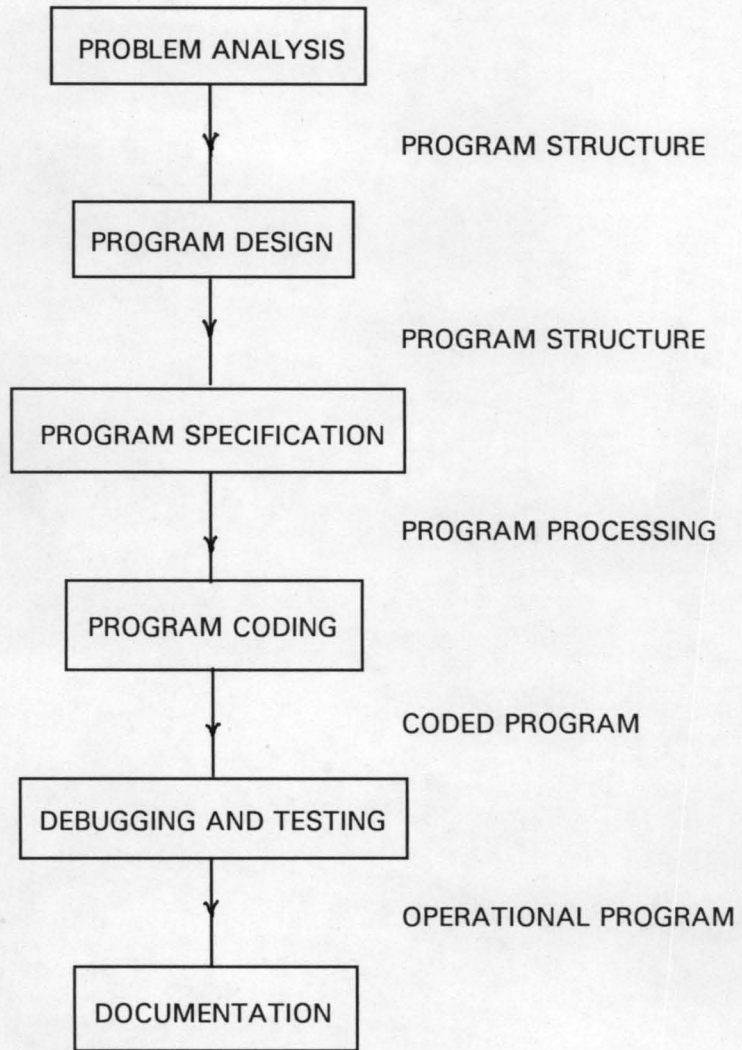 PROBLEM ANALYSIS
PROGRAM STRUCTURE
PROGRAM DESIGN
PROGRAM STRUCTURE
PROGRAM SPECIFICATION
PROGRAM PROCESSING
PROGRAM CODING
CODED PROGRAM
DEBUGGING AND TESTING
OPERATIONAL PROGRAM
DOCUMENTATION